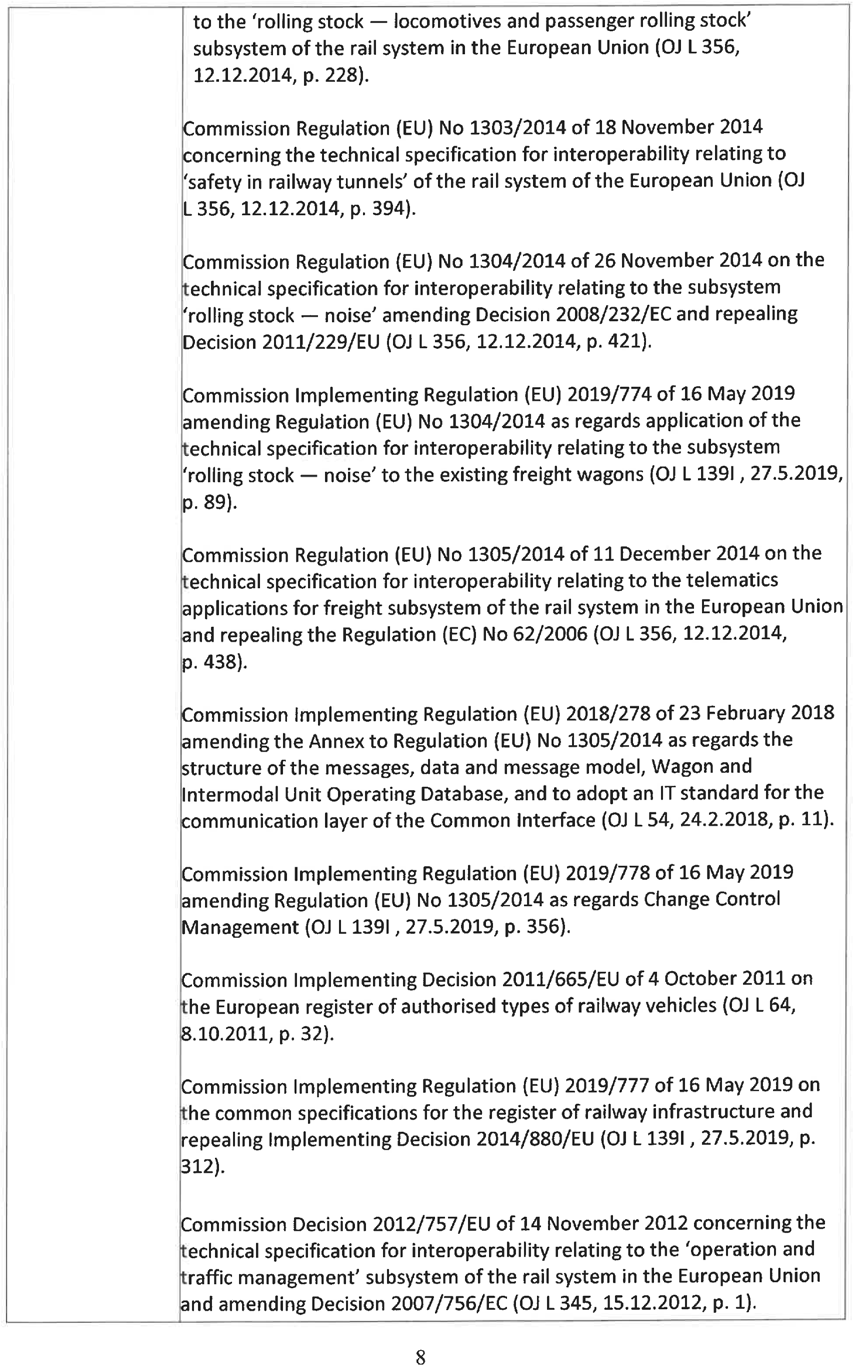 to the ‘rolling stock — locomotives and passenger rolling stock’
subsystem of the rail system in the European Union (OJ L 356,
12.12.2014, p. 228).
Commission Regulation (EU) No 1303/2014 of 18 November 2014
concerning the technical specification for interoperability relating to
‘safety in railway tunnels’ of the rail system of the European Union (OJ
L 356, 12.12.2014, p. 394).
Commission Regulation (EU) No 1304/2014 of 26 November 2014 on the
technical specification for interoperability relating to the subsystem
‘rolling stock — noise’ amending Decision 2008/232/EC and repealing
Decision 2011/229/EU (OJ L 356, 12.12.2014, p. 421).
Commission Implementing Regulation (EU) 2019/774 of 16 May 2019
amending Regulation (EU) No 1304/2014 as regards application of the
technical specification for interoperability relating to the subsystem
‘rolling stock — noise’ to the existing freight wagons (OJ L 139I , 27.5.2019,
p. 89).
Commission Regulation (EU) No 1305/2014 of 11 December 2014 on the
technical specification for interoperability relating to the telematics
applications for freight subsystem of the rail system in the European Union
and repealing the Regulation (EC) No 62/2006 (OJ L 356, 12.12.2014,
p. 438).
Commission Implementing Regulation (EU) 2018/278 of 23 February 2018
amending the Annex to Regulation (EU) No 1305/2014 as regards the
structure of the messages, data and message model, Wagon and
Intermodal Unit Operating Database, and to adopt an IT standard for the
communication layer of the Common Interface (OJ L 54, 24.2.2018, p. 11).
Commission Implementing Regulation (EU) 2019/778 of 16 May 2019
amending Regulation (EU) No 1305/2014 as regards Change Control
Management (OJ L 139I , 27.5.2019, p. 356).
Commission Implementing Decision 2011/665/EU of 4 October 2011 on
the European register of authorised types of railway vehicles (OJ L 64,
8.10.2011, p. 32).
Commission Implementing Regulation (EU) 2019/777 of 16 May 2019 on
the common specifications for the register of railway infrastructure and
repealing Implementing Decision 2014/880/EU (OJ L 139I , 27.5.2019, p.
312).
Commission Decision 2012/757/EU of 14 November 2012 concerning the
technical specification for interoperability relating to the ‘operation and
traffic management’ subsystem of the rail system in the European Union
and amending Decision 2007/756/EC (OJ L 345, 15.12.2012, p. 1).
8